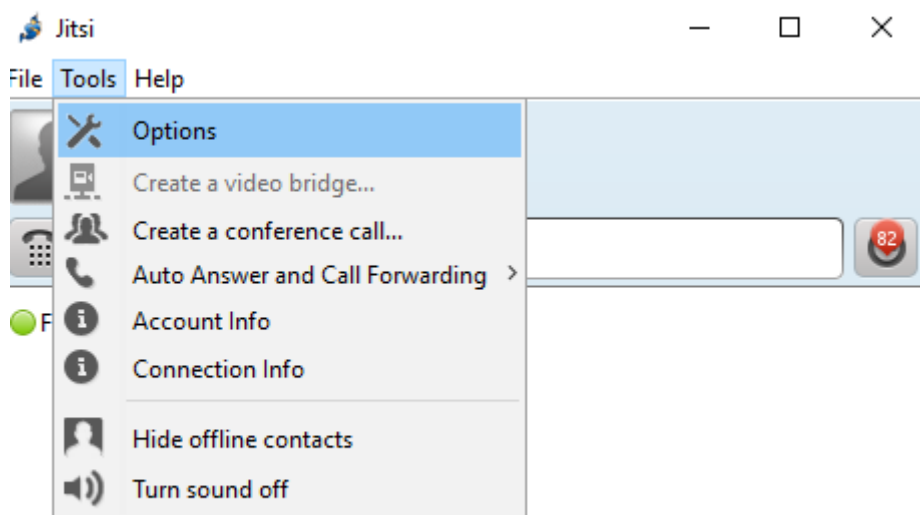 Jitsi
File Tools Help
Options
Create a video bridge...
Create a conference call...
82
Auto Answer and Call Forwarding
F
Account Info
Connection Info
Hide offline contacts
Turn sound off